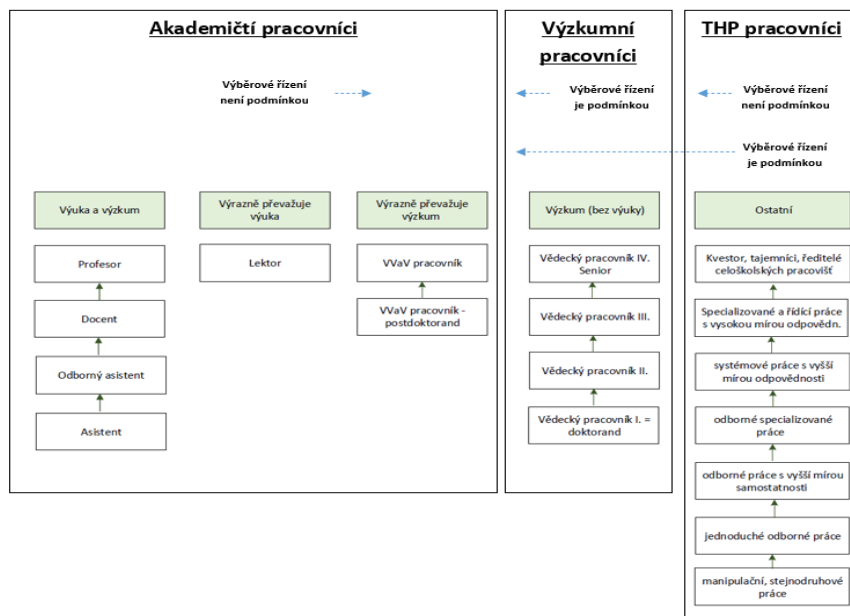 Akademičtí pracovníci
Výběrové řízení
není podmínkou
Výuka a výzkum
Profesor
Docent
Odborný asistent
Asistent
Výrazně převažuje
výuka
Lektor
Výrazně převažuje
výzkum
VVaV pracovník
VVaV pracovník -
postdoktorand
Výzkumní
pracovníci
Výběrové řízení
je podmínkou
Výzkum (bez výuky)
Vědecký pracovník IV.
Senior
Vědecký pracovník III.
Vědecký pracovník II.
Vědecký pracovník I. =
doktorand
THP pracovníci
Výběrové řízení
není podmínkou
Výběrové řízení
je podmínkou
Ostatní
Kvestor, tajemníci, ředitelé
celoškolských pracovišť
Specializované a řídící práce
s vysokou mírou odpovědn.
systémové práce s vyšší
mírou odpovědnosti
odborné specializované
práce
odborné práce s vyšší mírou
samostatnosti
jednoduché odborné práce
manipulační, stejnodruhové
práce